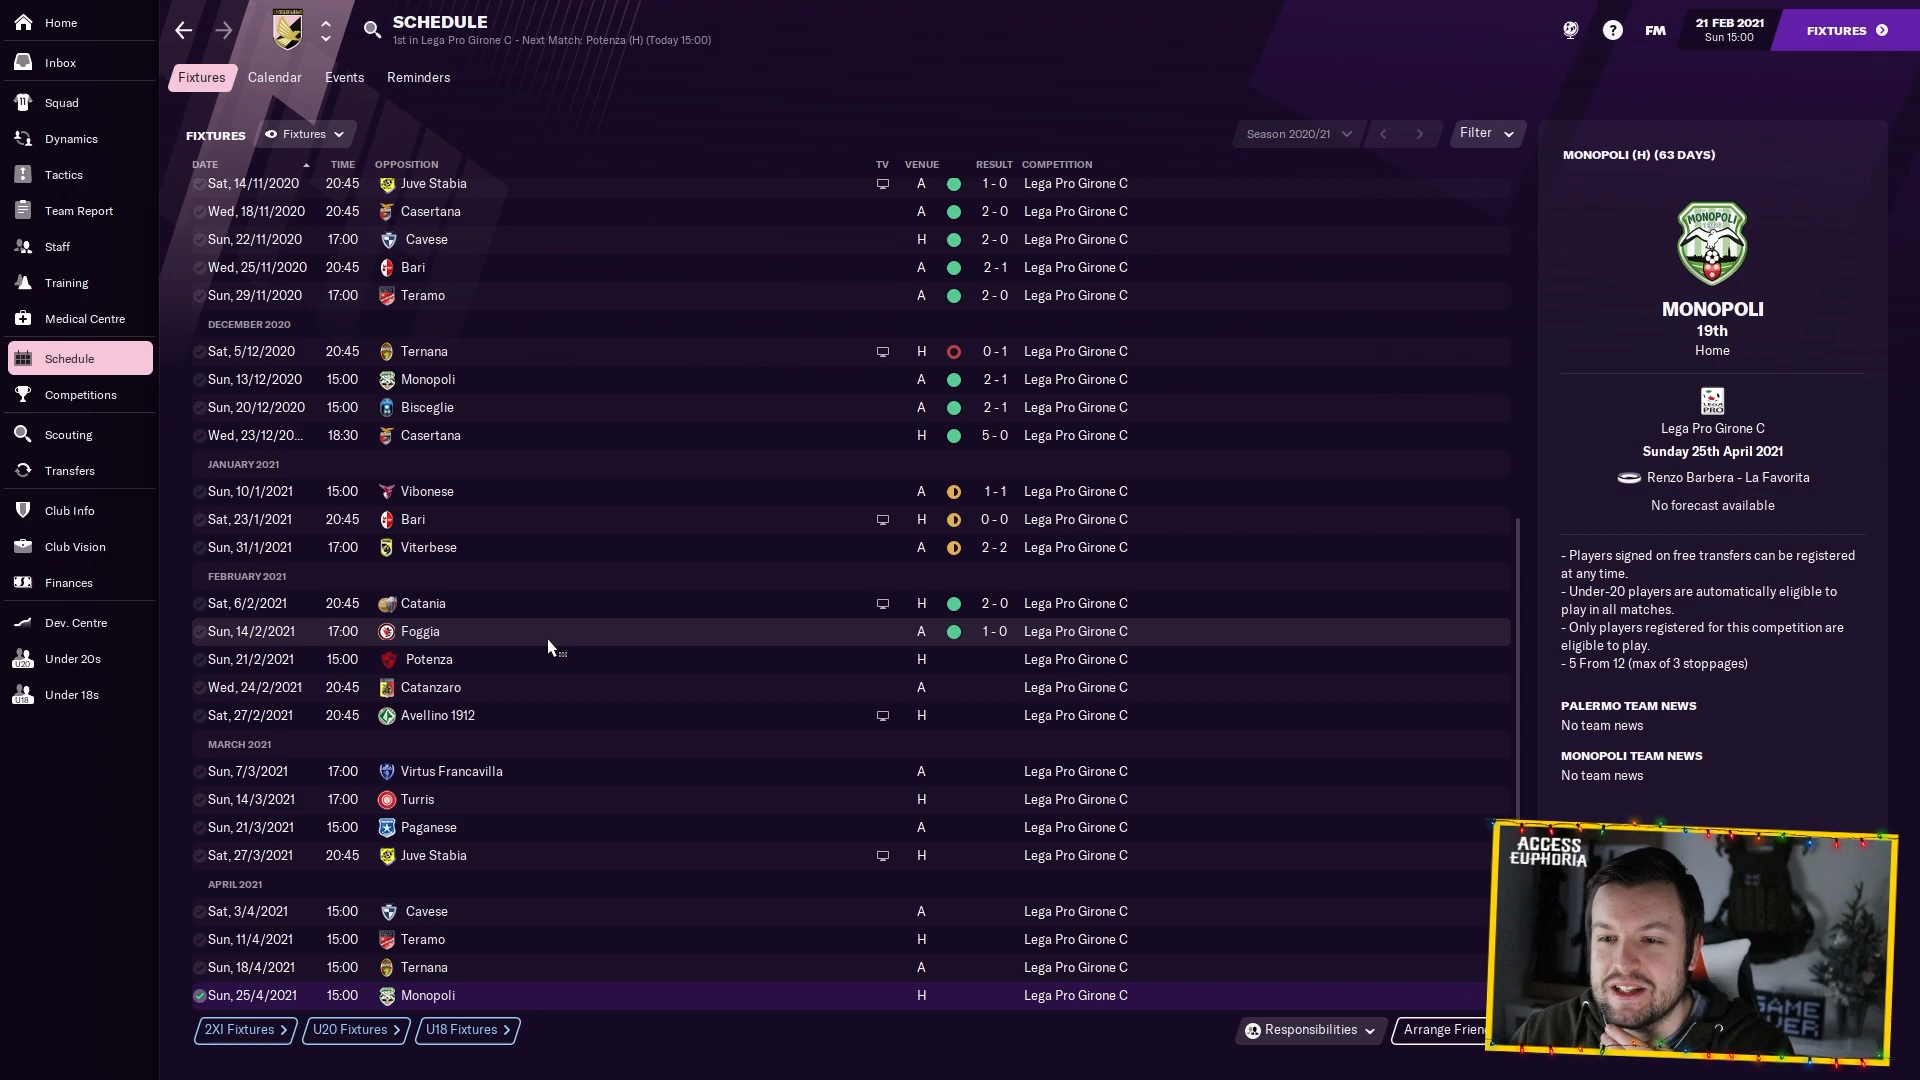 Home
Inbox
Squad
Dynamics
Tactics
Team Report
Staff
Training
Medical Centre
Schedule
Competitions
Scouting
Transfers
Club Info
Club Vision
Finances
Dev. Centre
U20 Under 20s
U18 Under 18s
SCHEDULE
1st in Lega Pro Girone C - Next Match: Potenza (H) (Today 15:00)
FM
21 FEB 2021
Sun 15:00
FIXTURES
Fixtures Calendar Events Reminders
FIXTURES Fixtures Season 2020/21 Filter
DATE TIME OPPOSITION TV VENUE RESULT COMPETITION
Sat, 14/11/2020 20:45 Juve Stabia A 1 - 0 Lega Pro Girone C
Wed, 18/11/2020 20:45 Casertana A 2 - 0 Lega Pro Girone C
Sun, 22/11/2020 17:00 Cavese H 2 - 0 Lega Pro Girone C
Wed, 25/11/2020 20:45 Bari A 2 - 1 Lega Pro Girone C
Sun, 29/11/2020 17:00 Teramo A 2 - 0 Lega Pro Girone C
DECEMBER 2020
Sat, 5/12/2020 20:45 Ternana H 0 - 1 Lega Pro Girone C
Sun, 13/12/2020 15:00 Monopoli A 2 - 1 Lega Pro Girone C
Sun, 20/12/2020 15:00 Bisceglie A 2 - 1 Lega Pro Girone C
Wed, 23/12/20... 18:30 Casertana H 5 - 0 Lega Pro Girone C
JANUARY 2021
Sun, 10/1/2021 15:00 Vibonese A 1 - 1 Lega Pro Girone C
Sat, 23/1/2021 20:45 Bari H 0 - 0 Lega Pro Girone C
Sun, 31/1/2021 17:00 Viterbese A 2 - 2 Lega Pro Girone C
FEBRUARY 2021
Sat, 6/2/2021 20:45 Catania H 2 - 0 Lega Pro Girone C
Sun, 14/2/2021 17:00 Foggia A 1 - 0 Lega Pro Girone C
Sun, 21/2/2021 15:00 Potenza H Lega Pro Girone C
Wed, 24/2/2021 20:45 Catanzaro A Lega Pro Girone C
Sat, 27/2/2021 20:45 Avellino 1912 H Lega Pro Girone C
MARCH 2021
Sun, 7/3/2021 17:00 Virtus Francavilla A Lega Pro Girone C
Sun, 14/3/2021 17:00 Turris H Lega Pro Girone C
Sun, 21/3/2021 15:00 Paganese A Lega Pro Girone C
Sat, 27/3/2021 20:45 Juve Stabia H Lega Pro Girone C
APRIL 2021
Sat, 3/4/2021 15:00 Cavese A Lega Pro Girone C
Sun, 11/4/2021 15:00 Teramo H Lega Pro Girone C
Sun, 18/4/2021 15:00 Ternana A Lega Pro Girone C
Sun, 25/4/2021 15:00 Monopoli H Lega Pro Girone C
2XI Fixtures U20 Fixtures U18 Fixtures Responsibilities Arrange Frien
MONOPOLI (H) (63 DAYS)
MONOPOLI
MONOPOLI
19th
Home
LEGA
PRO
Lega Pro Girone C
Sunday 25th April 2021
Renzo Barbera - La Favorita
No forecast available
- Players signed on free transfers can be registered
at any time.
- Under-20 players are automatically eligible to
play in all matches.
- Only players registered for this competition are
eligible to play.
- 5 From 12 (max of 3 stoppages)
PALERMO TEAM NEWS
No team news
MONOPOLI TEAM NEWS
No team news
ACCESS
EUPHORIA
GAME
OVER